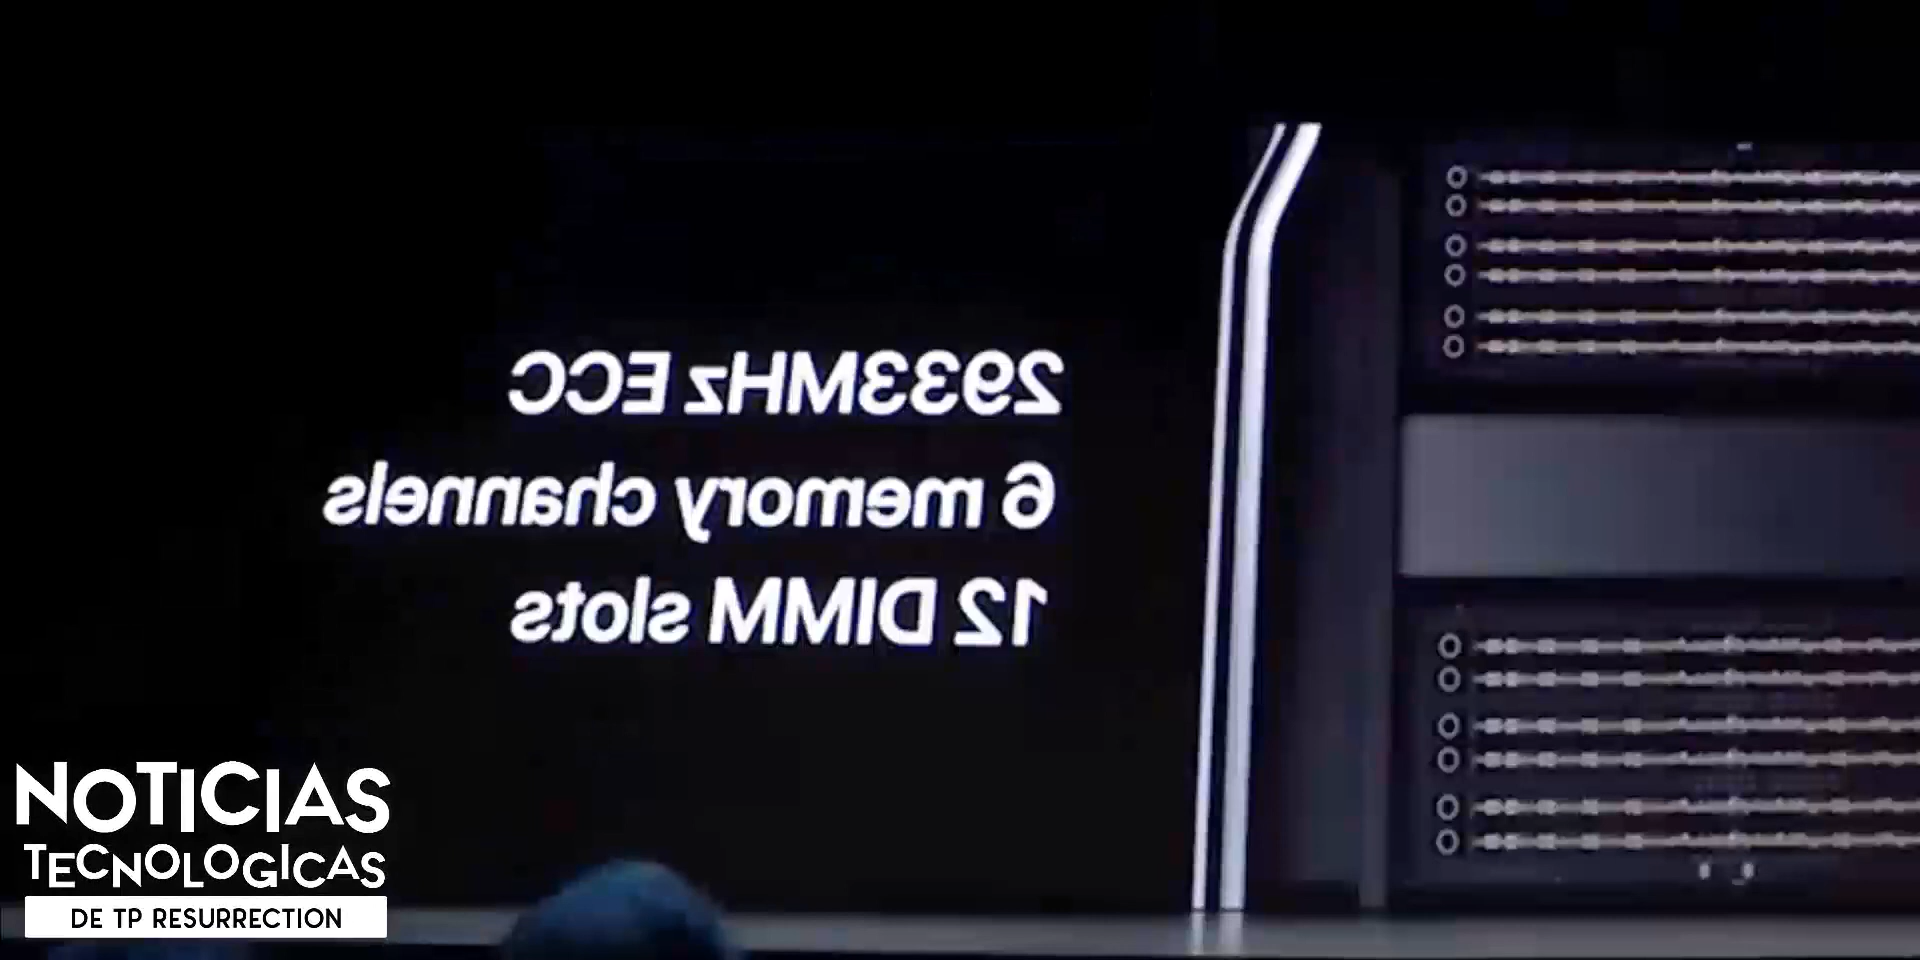 2933MHz ECC
6 memory channels
12 DIMM slots
NOTICIAS
TECNOLOGICAS
DE TP RESURRECTION